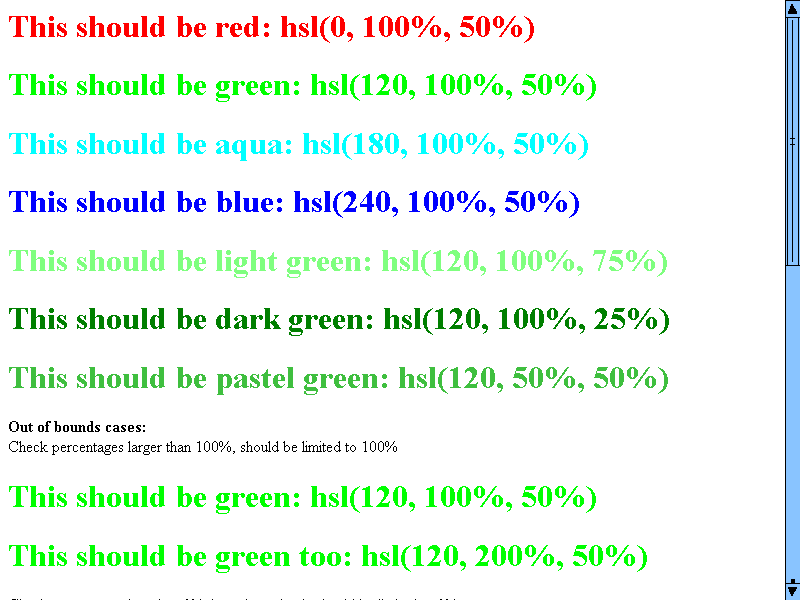 This should be red: hsl(0, 100%, 50%)
This should be green: hsl(120, 100%, 50%)
This should be aqua: hsl(180, 100%, 50%)
This should be blue: hsl(240, 100%, 50%)
This should be light green: hsl(120, 100%, 75%)
This should be dark green: hsl(120, 100%, 25%)
This should be pastel green: hsl(120, 50%, 50%)
Out of bounds cases:
Check percentages larger than 100%, should be limited to 100%
This should be green: hsl(120, 100%, 50%)
This should be green too: hsl(120, 200%, 50%)